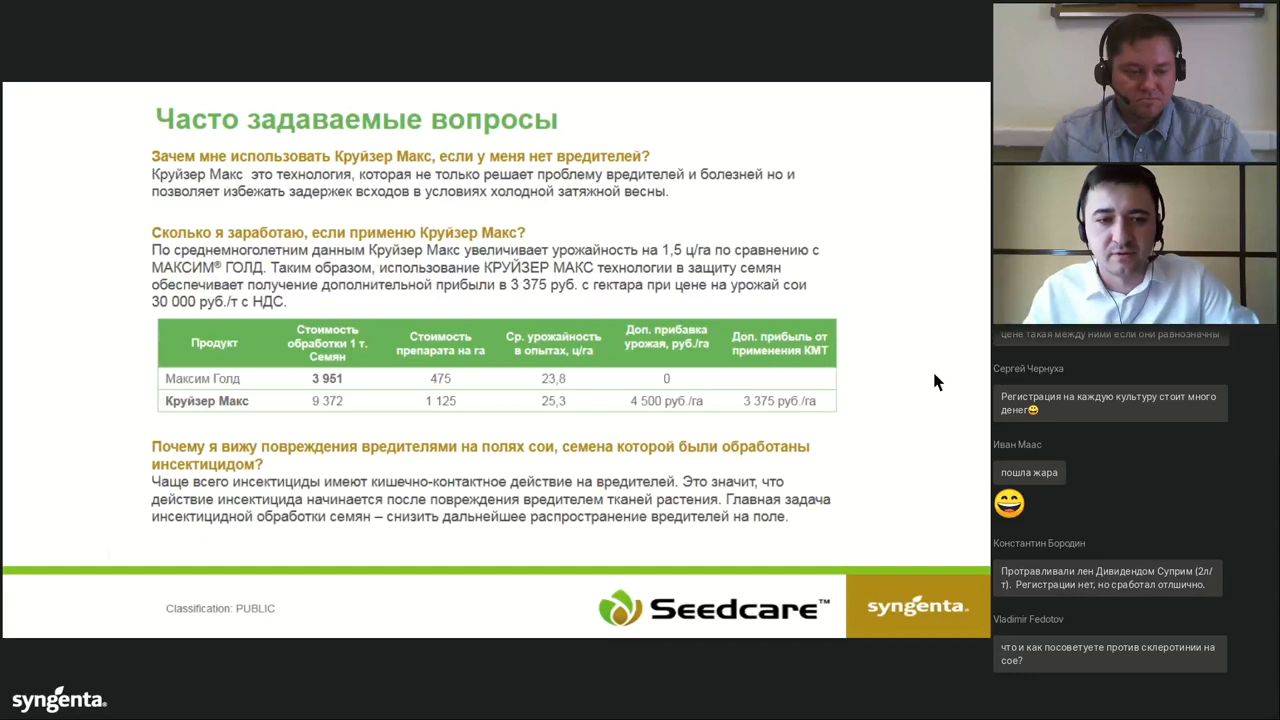 Часто задаваемые вопросы
Зачем мне использовать Круйзер Макс, если у меня нет вредителей?
Круйзер Макс это технология, которая не только решает проблему вредителей и болезней но и
позволяет избежать задержек всходов в условиях холодной затяжной весны.
Сколько я заработаю, если применю Круйзер Макс?
По среднемноголетним данным Круйзер Макс увеличивает урожайность на 1,5 ц/га по сравнению с
МАКСИМ® ГОЛД. Таким образом, использование КРУЙЗЕР МАКС технологии в защиту семян
обеспечивает получение дополнительной прибыли в 3 375 руб. с гектара при цене на урожай сои
30 000 руб./т с НДС.
Продукт
Стоимость
обработки 1 т.
Семян
Стоимость
препарата на га
Ср. урожайность
в опытах, ц/га
Доп. прибавка
урожая, руб./га
Доп. прибыль от
применения КМТ
Максим Голд 3 951 475 23,8 0
Круйзер Макс 9 372 1 125 25,3 4 500 руб./га 3 375 руб./га
Почему я вижу повреждения вредителями на полях сои, семена которой были обработаны
инсектицидом?
Чаще всего инсектициды имеют кишечно-контактное действие на вредителей. Это значит, что
действие инсектицида начинается после повреждения вредителем тканей растения. Главная задача
инсектицидной обработки семян – снизить дальнейшее распространение вредителей на поле.
Classification: PUBLIC
Seedcare™
syngenta.
syngenta®
цене такая между ними если они равнозначны
Сергей Чернуха
Регистрация на каждую культуру стоит много
денег😀
Иван Маас
пошла жара
😄
Константин Бородин
Протравливали лен Дивидендом Суприм (2л/
т). Регистрации нет, но сработал отлшично.
Vladimir Fedotov
что и как посоветуете против склеротинии на
сое?